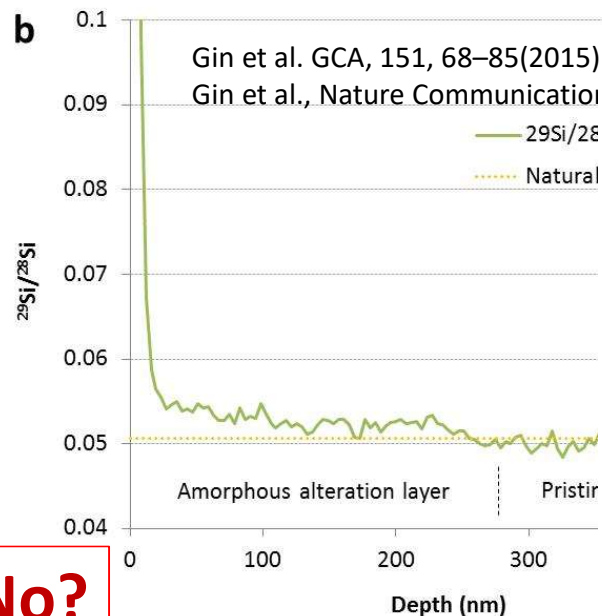 b
Gin et al. GCA, 151, 68–85(2015)
Gin et al., Nature Communication
29Si/28
Natural
0.1
0.09
0.08
0.07
0.06
0.05
0.04
29Si/28Si
Amorphous alteration layer
Pristin
0
100
200
300
Depth (nm)
No?